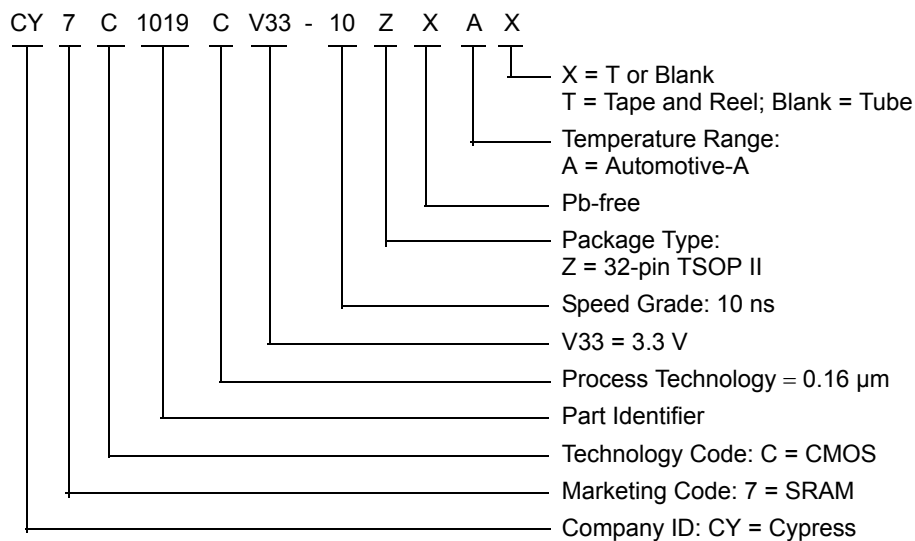 CY 7 C 1019 C V33 - 10 Z X A X
X = T or Blank
T = Tape and Reel; Blank = Tube
Temperature Range:
A = Automotive-A
Pb-free
Package Type:
Z = 32-pin TSOP II
Speed Grade: 10 ns
V33 = 3.3 V
Process Technology = 0.16 µm
Part Identifier
Technology Code: C = CMOS
Marketing Code: 7 = SRAM
Company ID: CY = Cypress